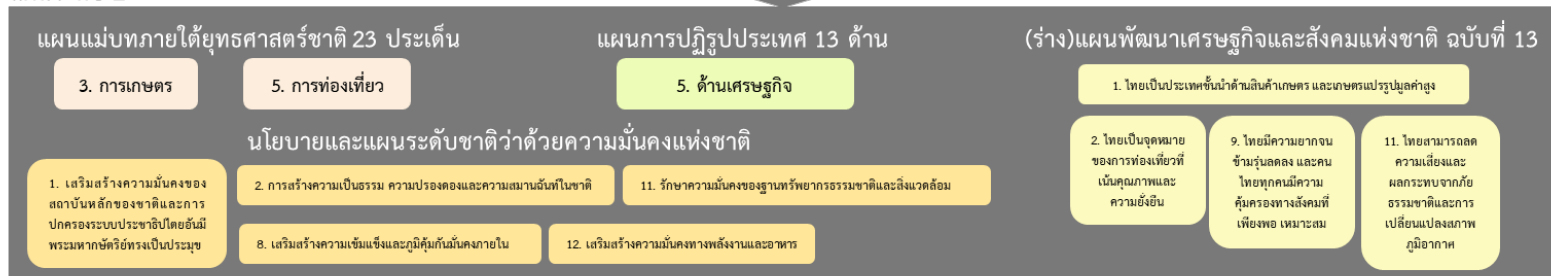 แผนแม่บทภายใต้ยุทธศาสตร์ชาติ 23 ประเด็น
3. การเกษตร
5. การท่องเที่ยว
แผนการปฏิรูปประเทศ 13 ด้าน
5. ด้านเศรษฐกิจ
(ร่าง)แผนพัฒนาเศรษฐกิจและสังคมแห่งชาติ ฉบับที่ 13
1. ไทยเป็นประเทศชั้นนำด้านสินค้าเกษตร และเกษตรแปรรูปมูลค่าสูง
2. ไทยเป็นจุดหมาย
ของการท่องเที่ยวที่
เน้นคุณภาพและ
ความยั่งยืน
9. ไทยมีความยากจน
ข้ามรุ่นลดลง และคน
ไทยทุกคนมีความ
คุ้มครองทางสังคมที่
เพียงพอ เหมาะสม
11. ไทยสามารถลด
ความเสี่ยงและ
ผลกระทบจากภัย
ธรรมชาติและการ
เปลี่ยนแปลงสภาพ
ภูมิอากาศ
นโยบายและแผนระดับชาติว่าด้วยความมั่นคงแห่งชาติ
1. เสริมสร้างความมั่นคงของ
สถาบันหลักของชาติและการ
ปกครองระบบประชาธิปไตยอันมี
พระมหากษัตริย์ทรงเป็นประมุข
2. การสร้างความเป็นธรรม ความปรองดองและความสมานฉันท์ในชาติ
11. รักษาความมั่นคงของฐานทรัพยากรธรรมชาติและสิ่งแวดล้อม
8. เสริมสร้างความเข้มแข็งและภูมิคุ้มกันมั่นคงภายใน
12. เสริมสร้างความมั่นคงทางพลังงานและอาหาร